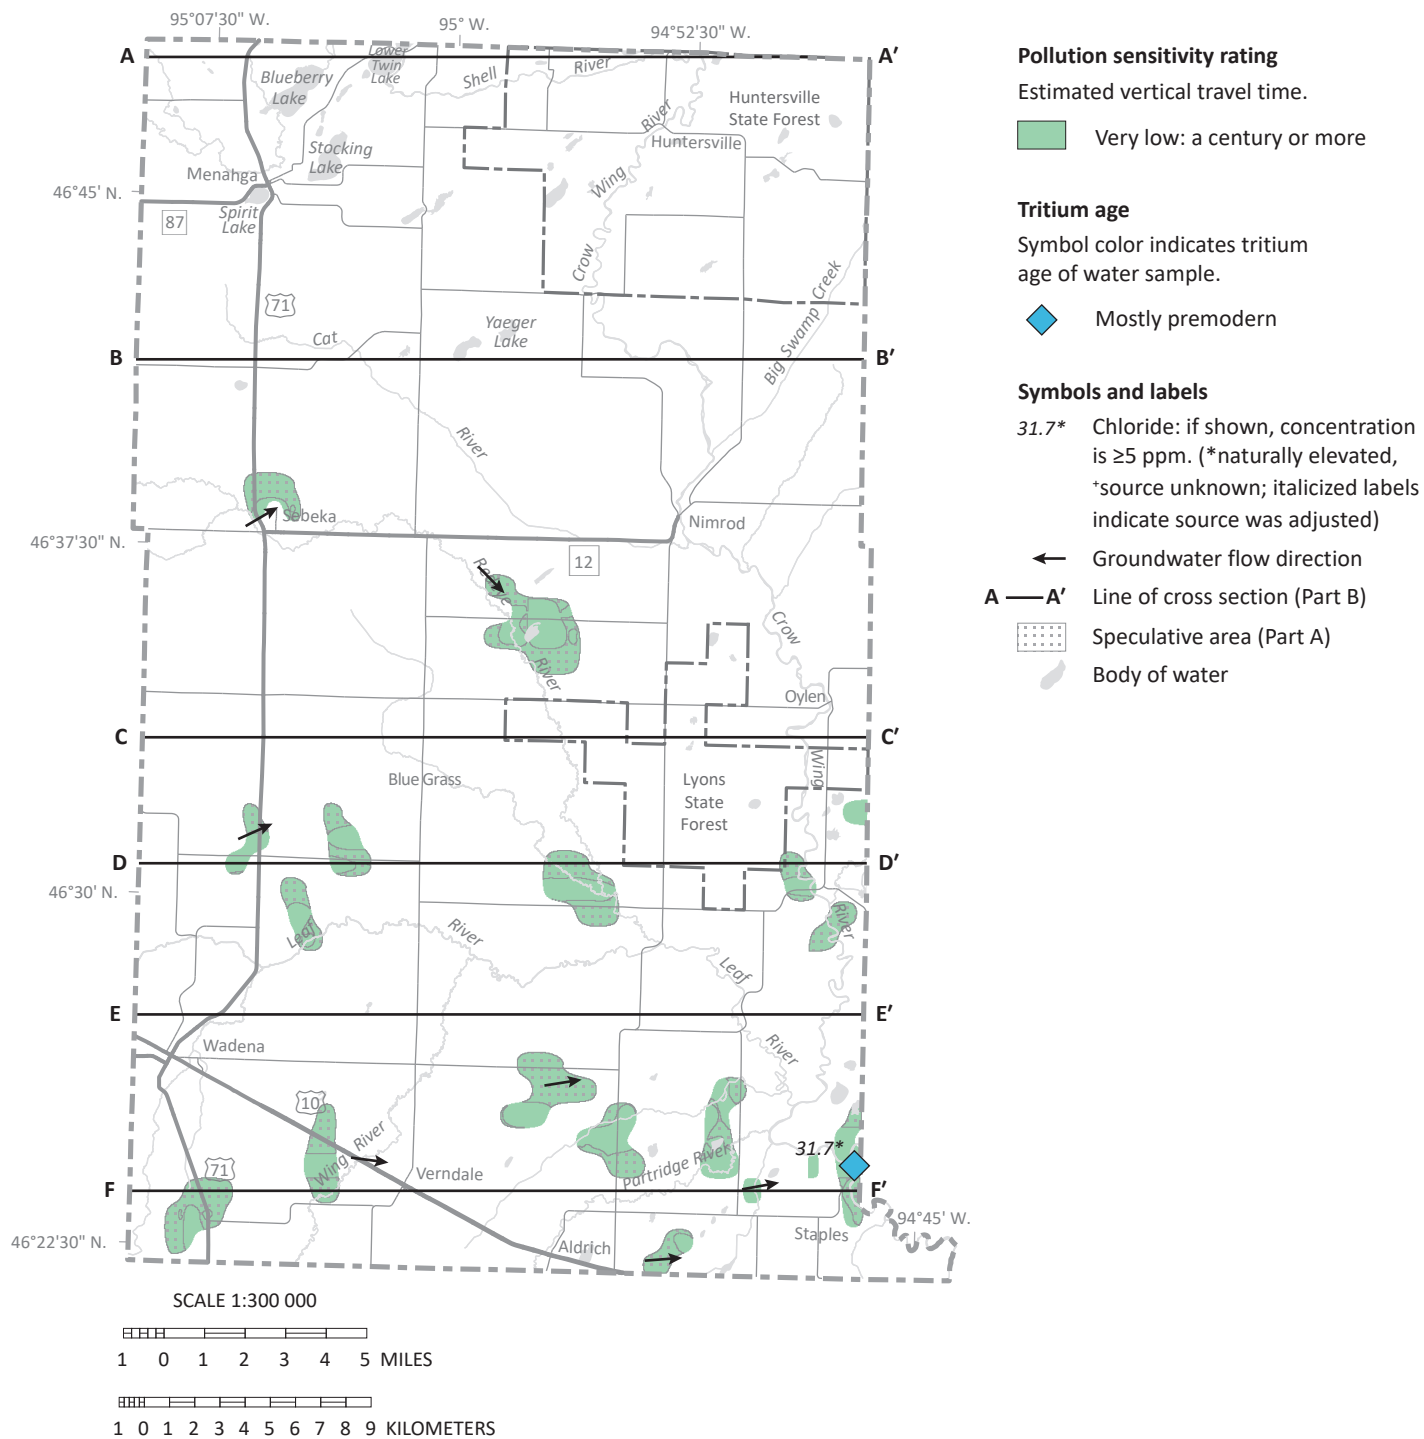 95°07'30" W.
95° W.
94°52'30" W.
A
A′
Lower
Twin
Lake
Blueberry
Lake
Shell
River
Huntersville
State Forest
River
Huntersville
Stocking
Lake
Menahga
46°45' N.
Wing
Spirit
Lake
87
Crow
71
Big Swamp Creek
Yaeger
Lake
Cat
B
B′
River
Sebeka
Nimrod
46°37'30" N.
12
River
Crow
Oylen
C
C′
Wing
Blue Grass
Lyons
State
Forest
D
D′
46°30' N.
River
Leaf
River
Leaf
E
E′
River
Wadena
10
Wing River
31.7*
71
Verndale
Partridge River
F
F′
94°45' W.
Staples
46°22'30" N.
Aldrich
SCALE 1:300 000
1 0 1 2 3 4 5 MILES
1 0 1 2 3 4 5 6 7 8 9 KILOMETERS
Pollution sensitivity rating
Estimated vertical travel time.
Very low: a century or more
Tritium age
Symbol color indicates tritium
age of water sample.
Mostly premodern
Symbols and labels
31.7* Chloride: if shown, concentration
is ≥5 ppm. (*naturally elevated,
⁺source unknown; italicized labels
indicate source was adjusted)
Groundwater flow direction
A — A′ Line of cross section (Part B)
Speculative area (Part A)
Body of water